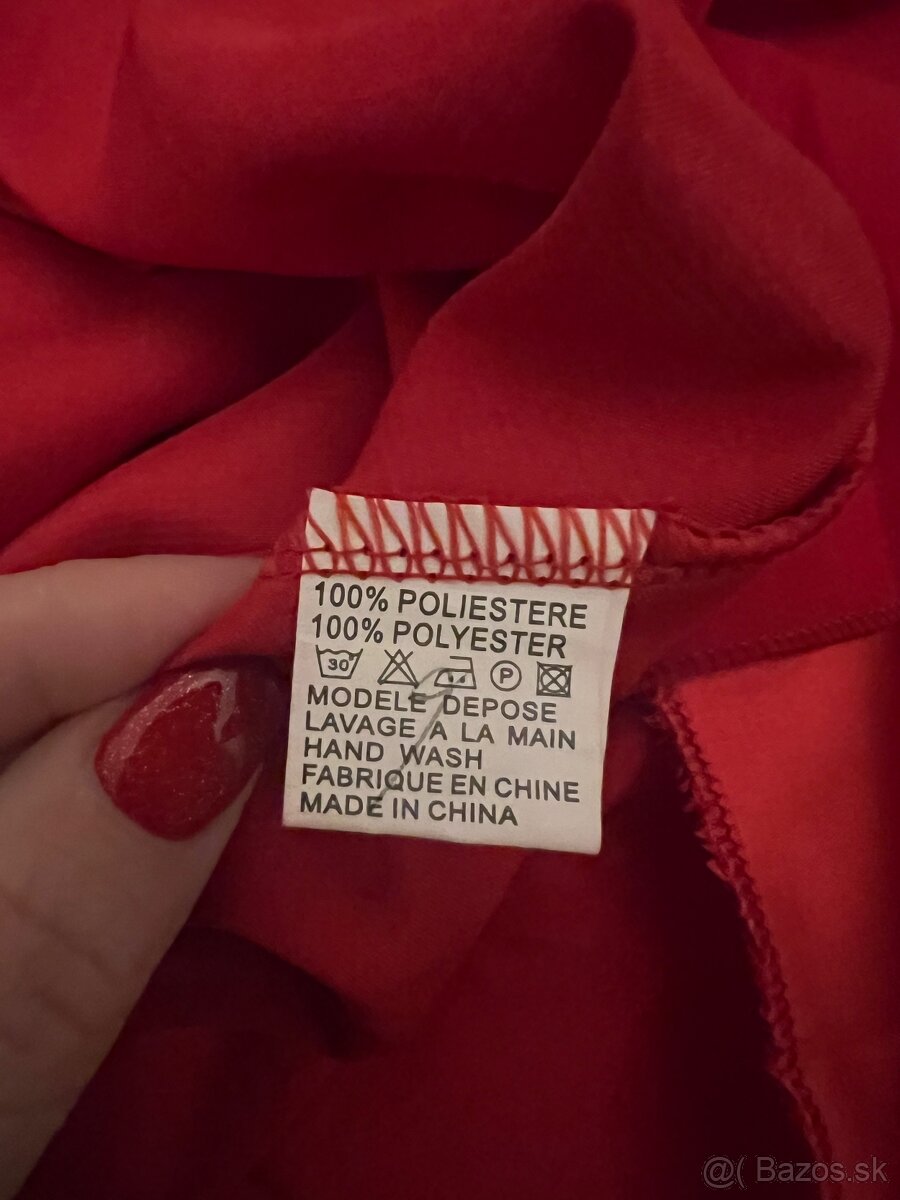 100% POLIESTERE
100% POLYESTER
30° P
MODELE DEPOSE
LAVAGE A LA MAIN
HAND WASH
FABRIQUE EN CHINE
MADE IN CHINA
@( Bazos.sk